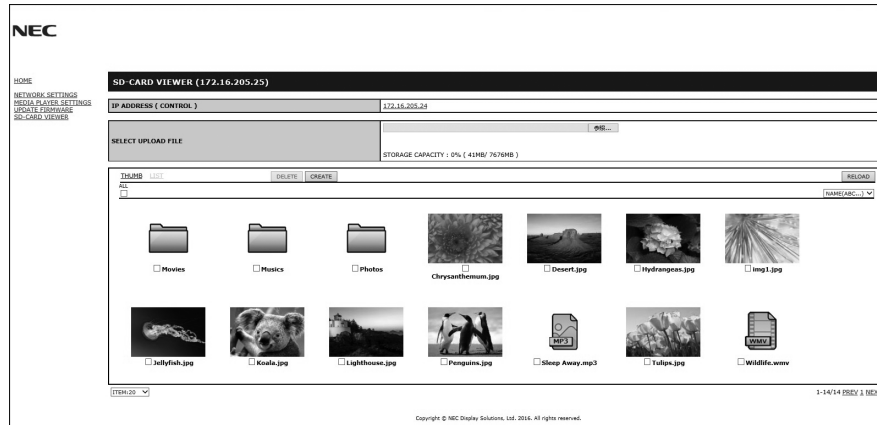 NEC
HOME
NETWORK SETTINGS
MEDIA PLAYER SETTINGS
UPDATE FIRMWARE
SD-CARD VIEWER
SD-CARD VIEWER (172.16.205.25)
IP ADDRESS ( CONTROL )
172.16.205.24
SELECT UPLOAD FILE
参照...
STORAGE CAPACITY : 0% ( 41MB/ 7676MB )
THUMB LIST DELETE CREATE RELOAD
ALL
NAME(ABC...)
Movies Musics Photos Chrysanthemum.jpg Desert.jpg Hydrangeas.jpg img1.jpg
MP3 WMV
Jellyfish.jpg Koala.jpg Lighthouse.jpg Penguins.jpg Sleep Away.mp3 Tulips.jpg Wildlife.wmv
ITEM:20
1-14/14 PREV 1 NEX
Copyright © NEC Display Solutions, Ltd. 2016. All rights reserved.